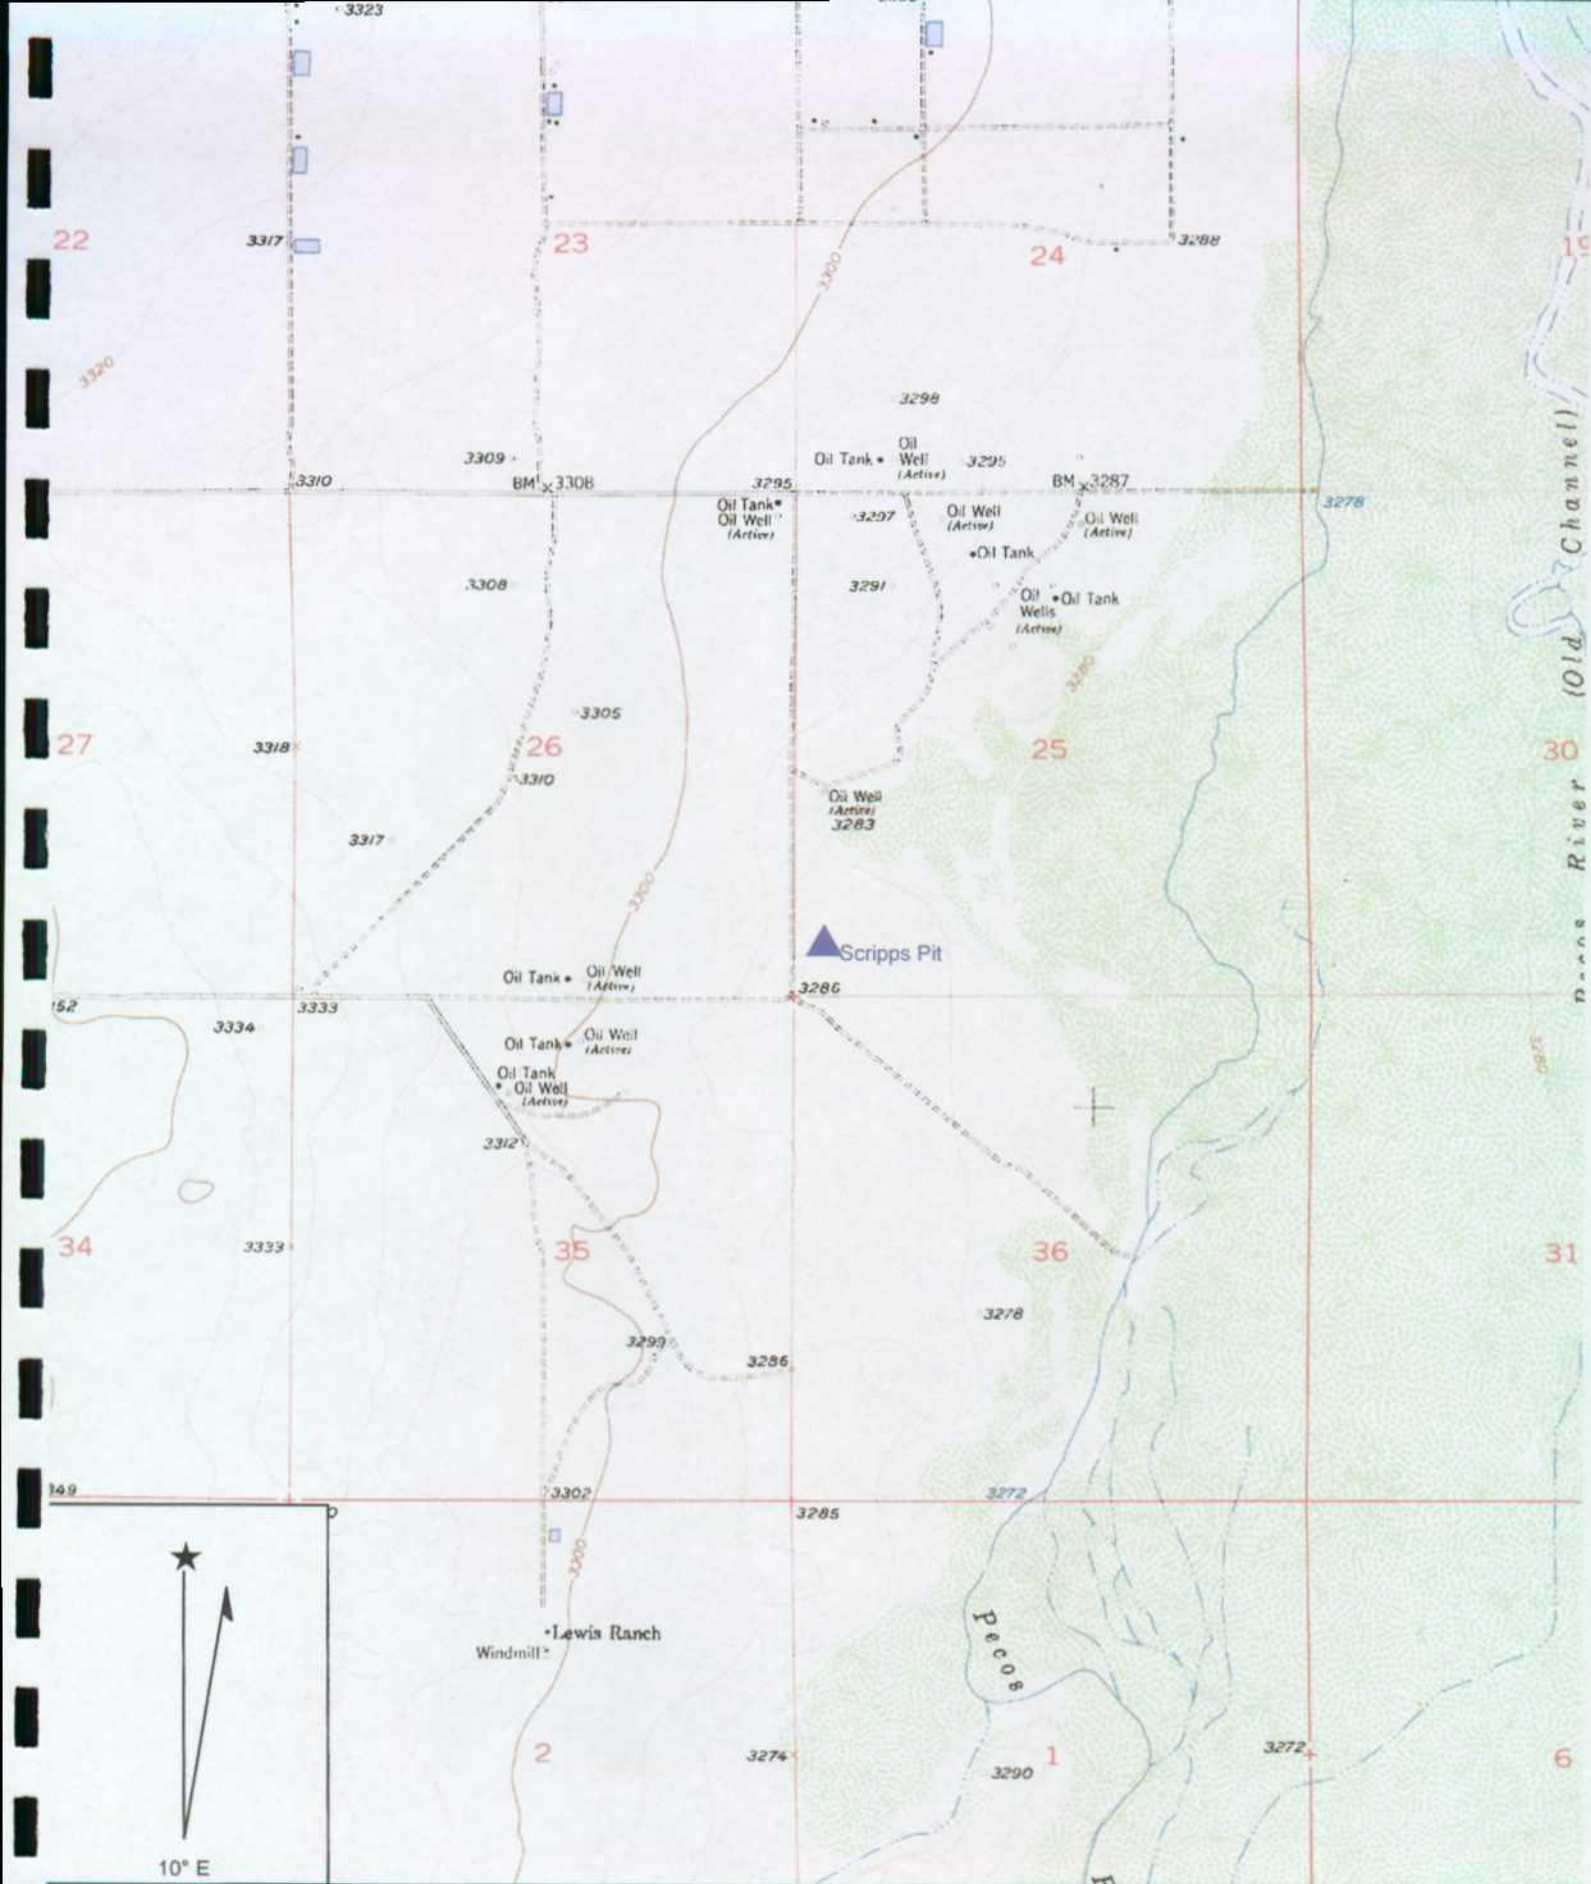 3323
22
3317
23
24
3288
19
3300
3320
3298
3309
Oil Tank
Oil
Well
(Active)
3295
3310
BM 3308
3295
BM 3287
3278
Oil Tank
Oil Well
(Active)
3297
Oil Well
(Active)
Oil Well
(Active)
Oil Tank
3308
3291
Oil
Wells
(Active)
Oil Tank
3280
3305
27
3318
26
25
30
3310
Oil Well
(Active)
3283
3317
3300
Scripps Pit
Pecos River (Old Channel)
Oil Tank
Oil Well
(Active)
3286
3333
3334
Oil Tank
Oil Well
(Active)
3280
Oil Tank
Oil Well
(Active)
3312
34
3333
35
36
31
3278
3299
3286
3302
3272
3285
3300
Lewis Ranch
Windmill
Pecos
2
3274
3290
1
3272
6
10° E